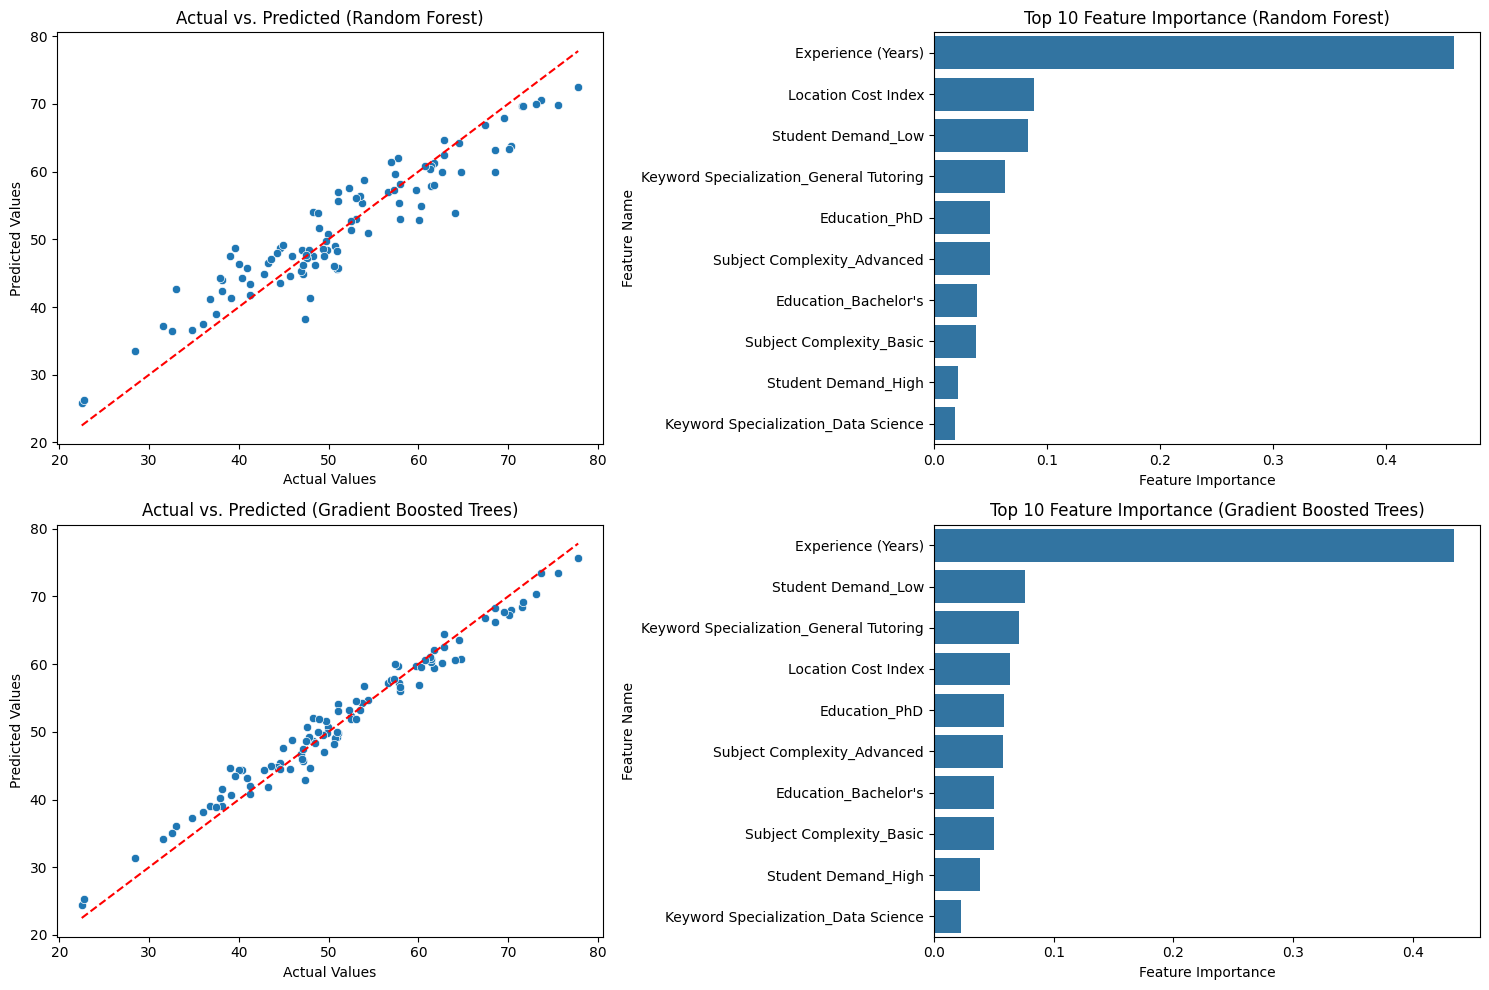 Actual vs. Predicted (Random Forest)
80
70
60
50
40
30
20
Predicted Values
20 30 40 50 60 70 80
Actual Values
Top 10 Feature Importance (Random Forest)
Feature Name
Experience (Years)
Location Cost Index
Student Demand_Low
Keyword Specialization_General Tutoring
Education_PhD
Subject Complexity_Advanced
Education_Bachelor's
Subject Complexity_Basic
Student Demand_High
Keyword Specialization_Data Science
0.0 0.1 0.2 0.3 0.4
Feature Importance
Actual vs. Predicted (Gradient Boosted Trees)
80
70
60
50
40
30
20
Predicted Values
20 30 40 50 60 70 80
Actual Values
Top 10 Feature Importance (Gradient Boosted Trees)
Feature Name
Experience (Years)
Student Demand_Low
Keyword Specialization_General Tutoring
Location Cost Index
Education_PhD
Subject Complexity_Advanced
Education_Bachelor's
Subject Complexity_Basic
Student Demand_High
Keyword Specialization_Data Science
0.0 0.1 0.2 0.3 0.4
Feature Importance